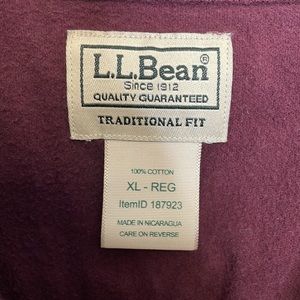 L.L.Bean®
Since 1912
QUALITY GUARANTEED
TRADITIONAL FIT
100% COTTON
XL - REG
ItemID 187923
MADE IN NICARAGUA
CARE ON REVERSE